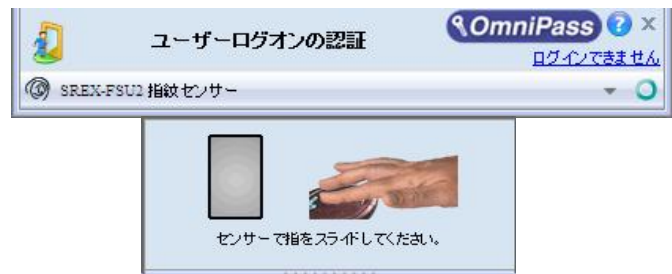 ユーザーログオンの認証
OmniPass
ログインできません
SREX-FSU2 指紋センサー
センサーで指をスライドしてください。